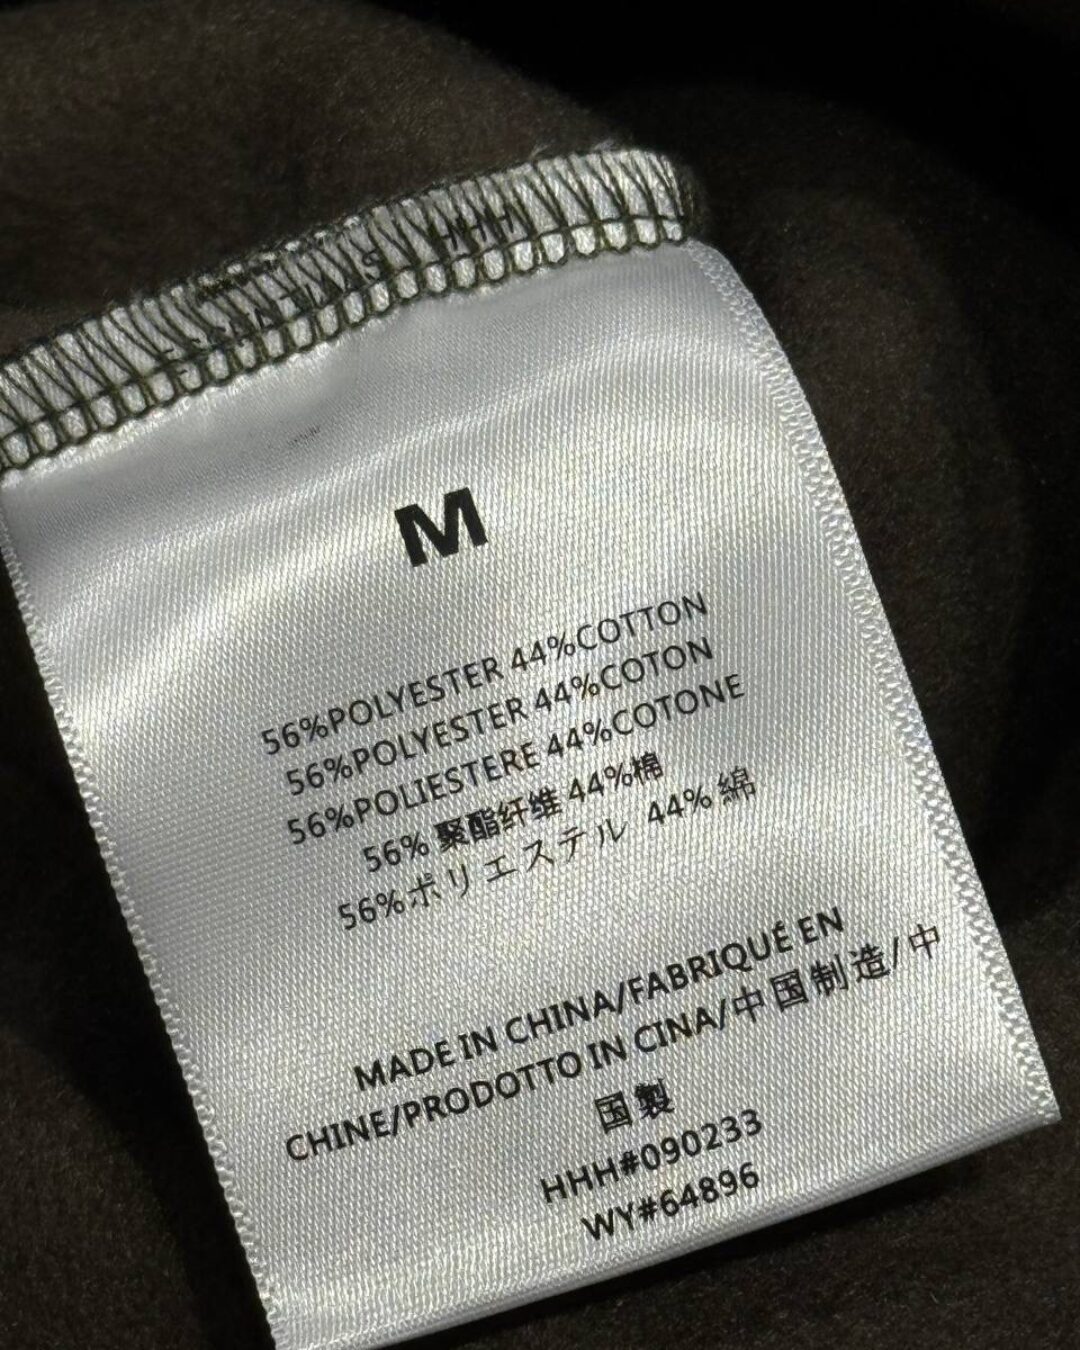 M
56%POLYESTER 44%COTTON
56%POLYESTER 44%COTON
56%POLIESTERE 44%COTONE
56% 聚酯纤维 44%棉
56%ポリエステル 44% 綿
MADE IN CHINA/FABRIQUÉ EN
CHINE/PRODOTTO IN CINA/中国制造/中
国製
HHH#090233
WY#64896